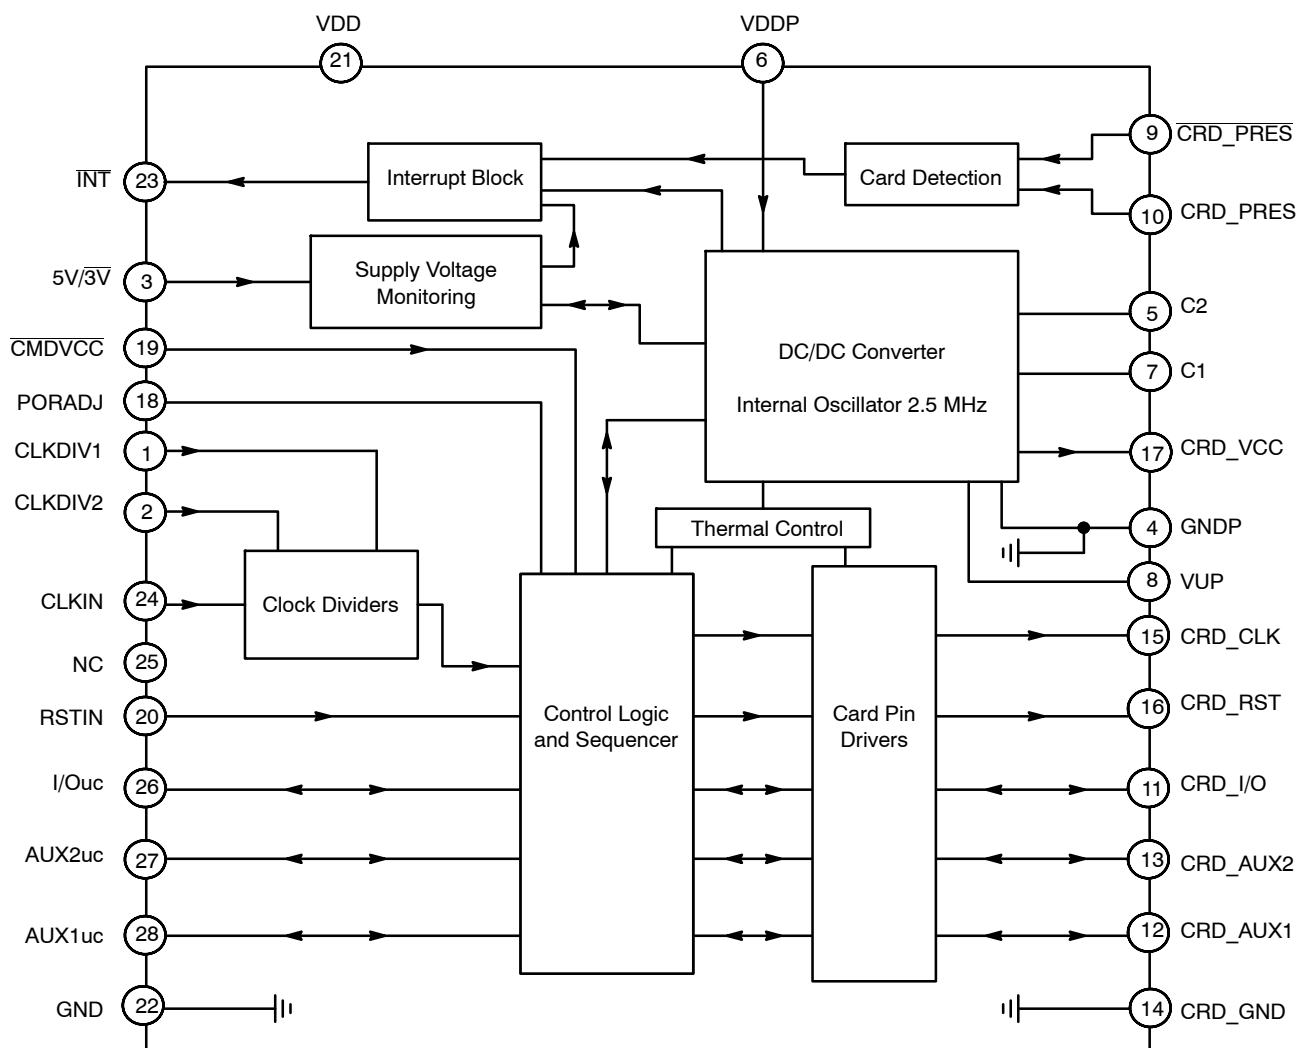 VDD
21
VDDP
6
INT
23
5V/3V
3
CMDVCC
19
PORADJ
18
CLKDIV1
1
CLKDIV2
2
CLKIN
24
NC
25
RSTIN
20
I/Ouc
26
AUX2uc
27
AUX1uc
28
GND
22
Interrupt Block
Supply Voltage
Monitoring
Card Detection
DC/DC Converter
Internal Oscillator 2.5 MHz
Thermal Control
Clock Dividers
Control Logic
and Sequencer
Card Pin
Drivers
9
CRD_PRES
10
CRD_PRES
5
C2
7
C1
17
CRD_VCC
4
GNDP
8
VUP
15
CRD_CLK
16
CRD_RST
11
CRD_I/O
13
CRD_AUX2
12
CRD_AUX1
14
CRD_GND